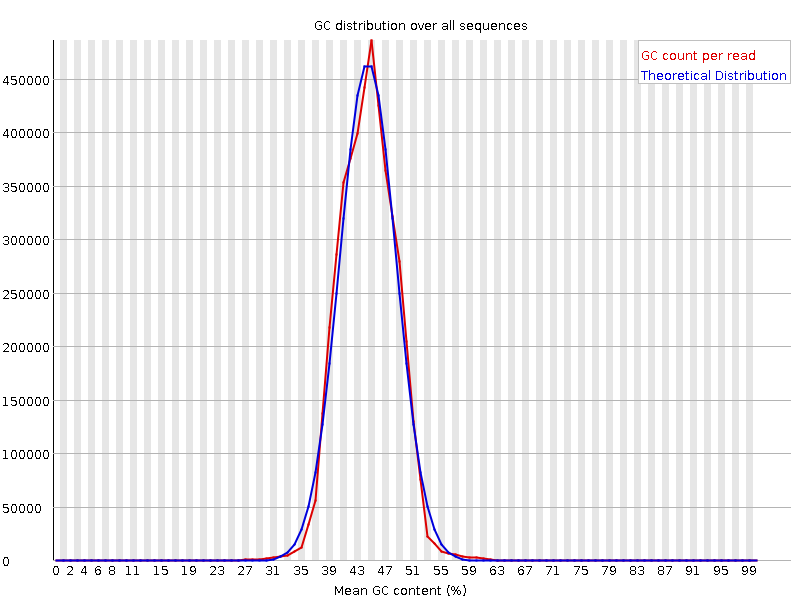 GC distribution over all sequences
GC count per read
Theoretical Distribution
450000
400000
350000
300000
250000
200000
150000
100000
50000
0
0 2 4 6 8 11 15 19 23 27 31 35 39 43 47 51 55 59 63 67 71 75 79 83 87 91 95 99
Mean GC content (%)